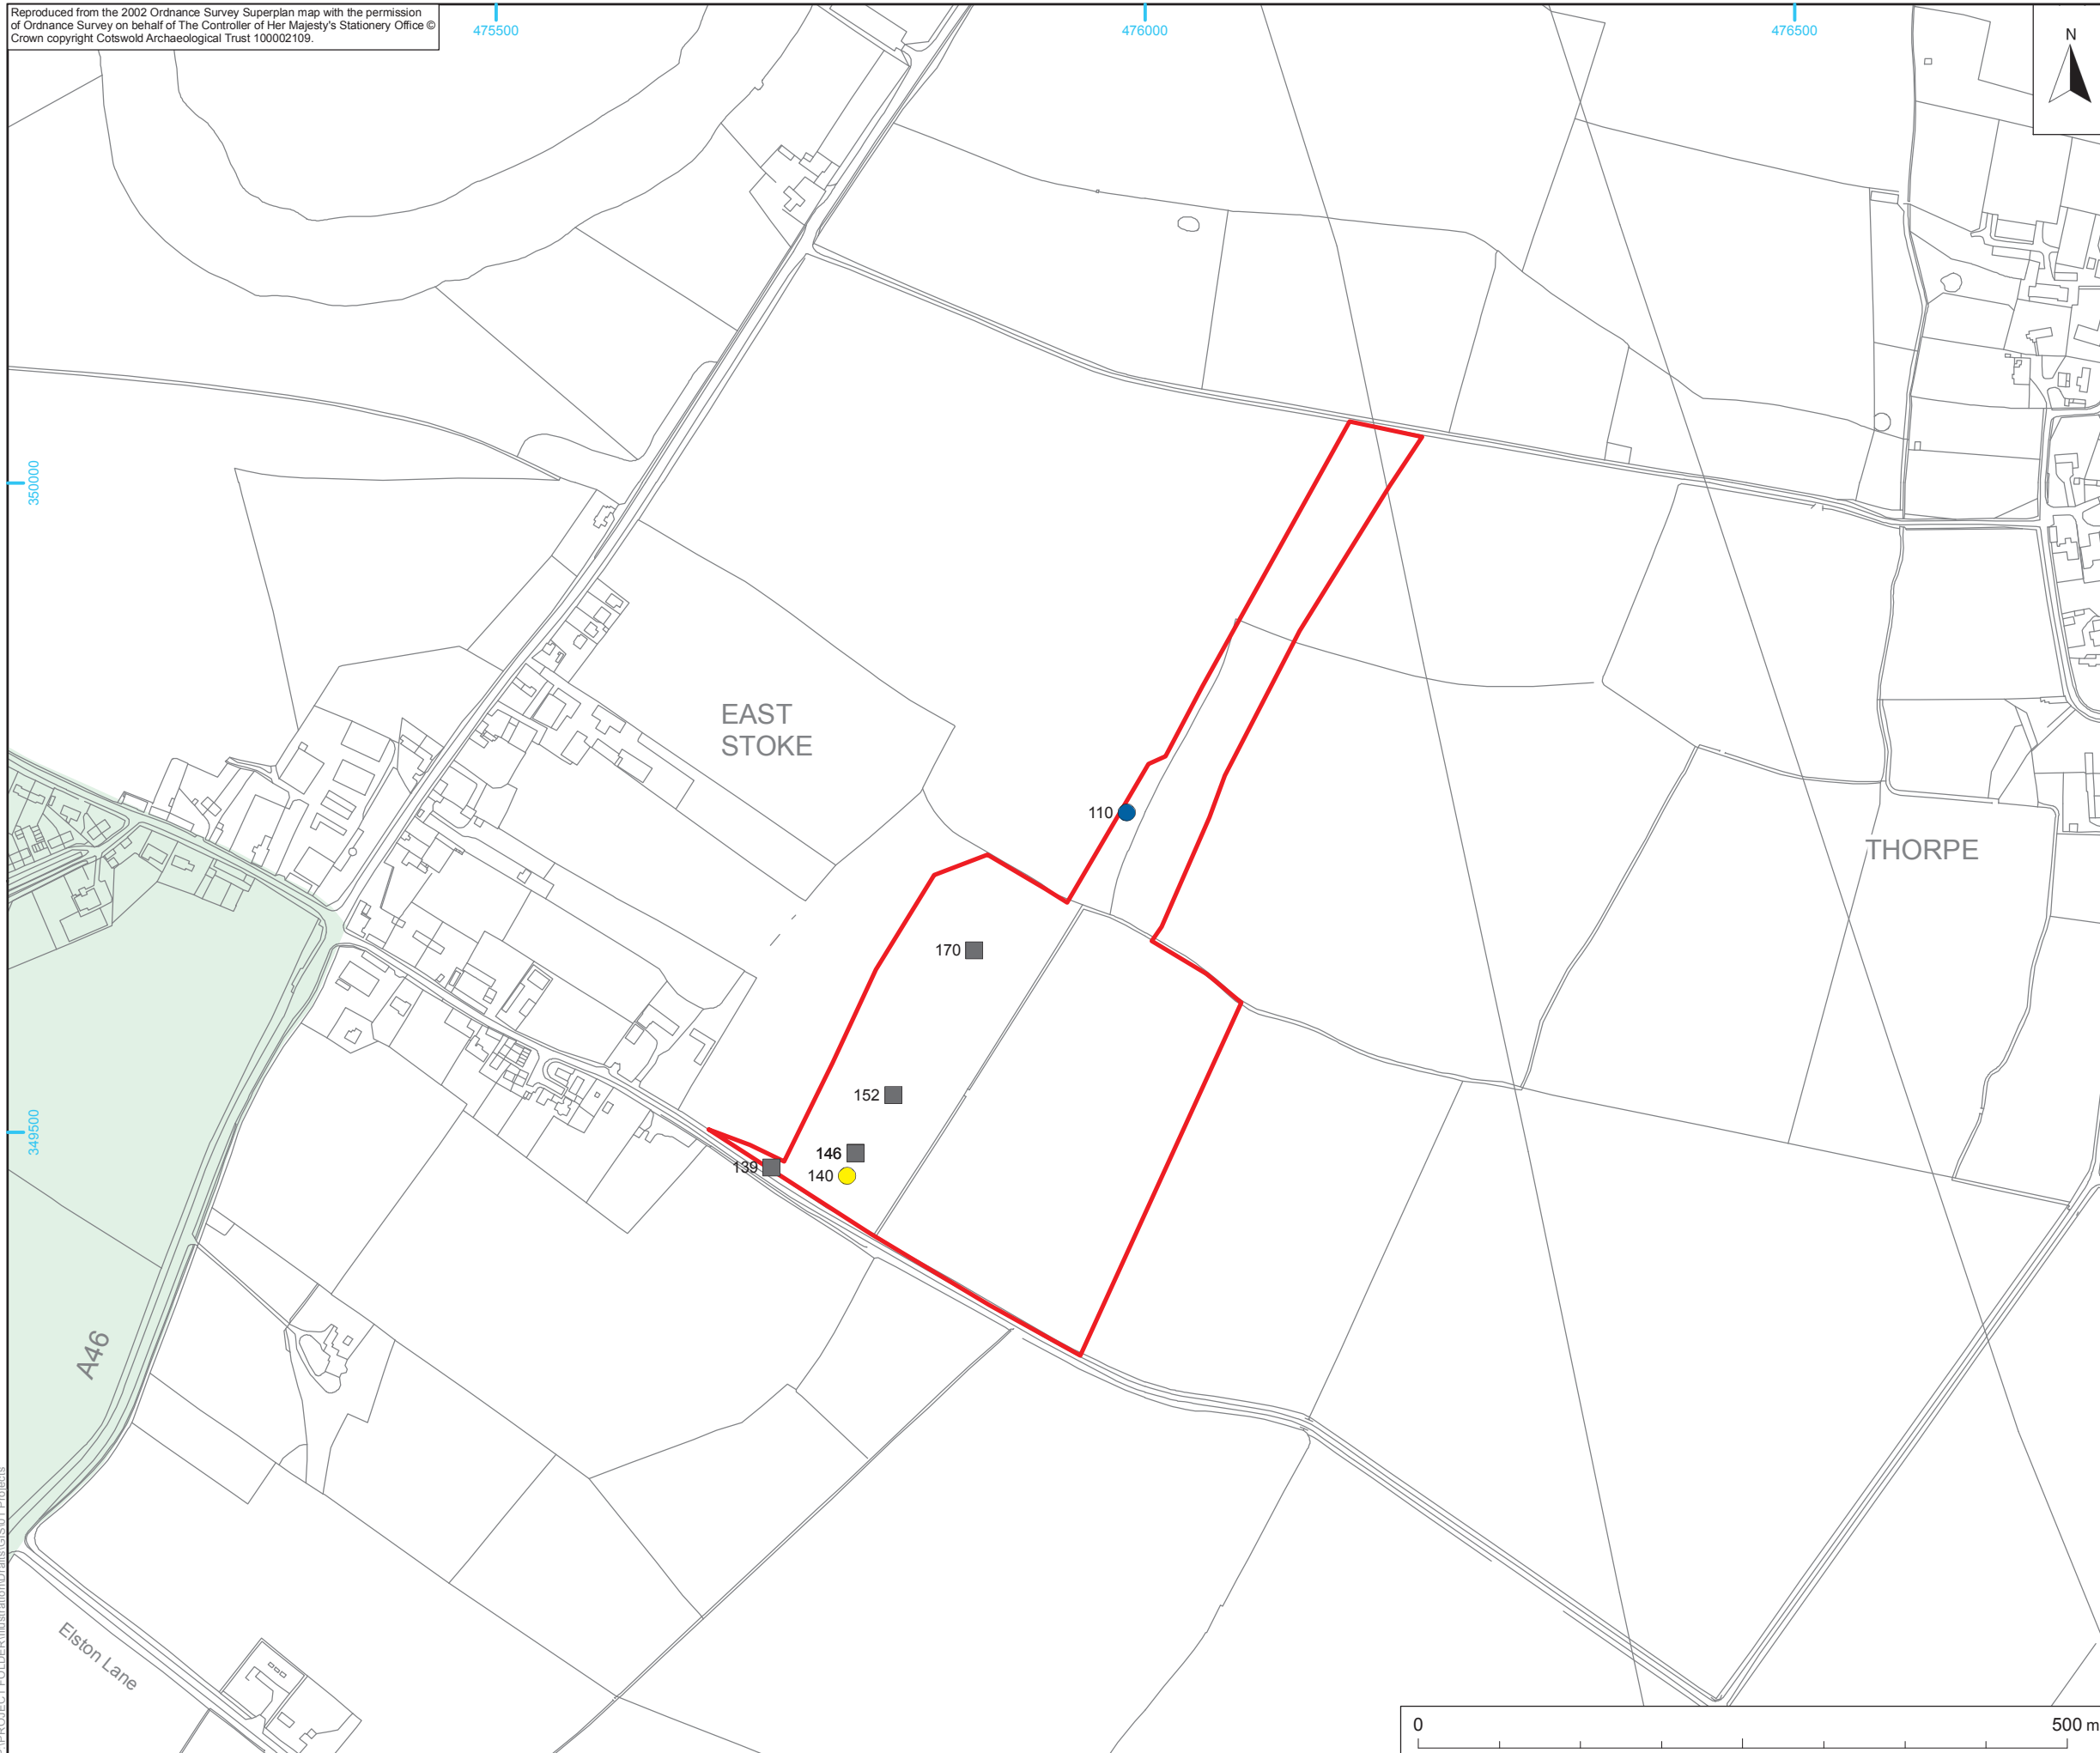 Reproduced from the 2002 Ordnance Survey Superplan map with the permission
of Ordnance Survey on behalf of The Controller of Her Majesty's Stationery Office ©
Crown copyright Cotswold Archaeological Trust 100002109.
475500
476000
476500
N
350000
EAST
STOKE
110
THORPE
170
152
349500
146
139
140
A46
Elston Lane
0
500 m